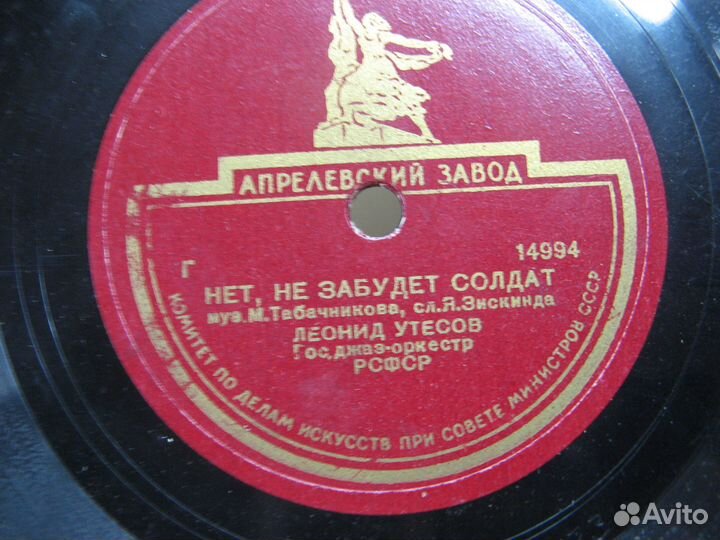 АПРЕЛЕВСКИЙ ЗАВОД
Г 14994
НЕТ, НЕ ЗАБУДЕТ СОЛДАТ
муз.М.Табачникова, сл.Я.Зискинда
ЛЕОНИД УТЕСОВ
Гос.джаз-оркестр
РСФСР
КОМИТЕТ ПО ДЕЛАМ ИСКУССТВ ПРИ СОВЕТЕ МИНИСТРОВ СССР
Avito